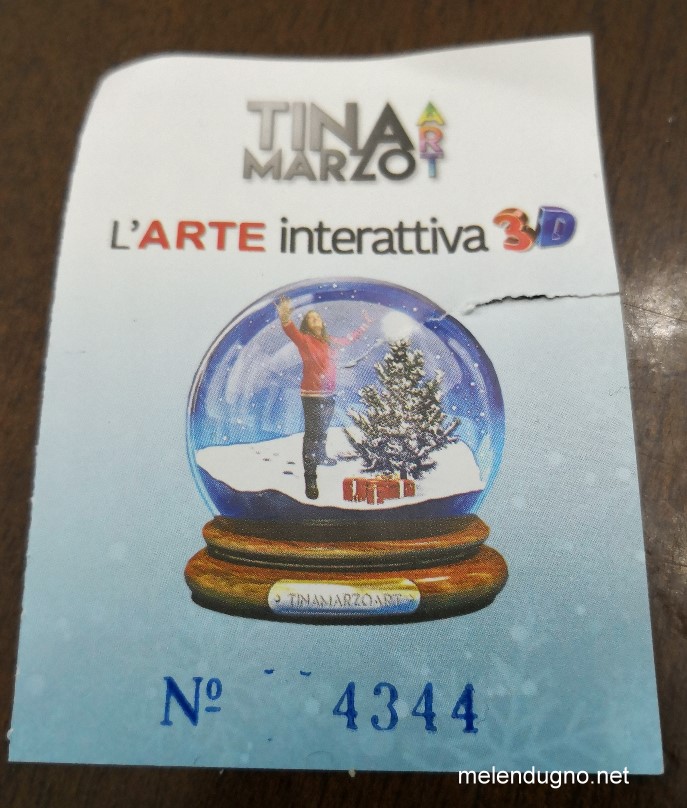 TINA
MARZO ART
L'ARTE interattiva 3D
TINAMARZOART
Nº 4344
melendugno.net